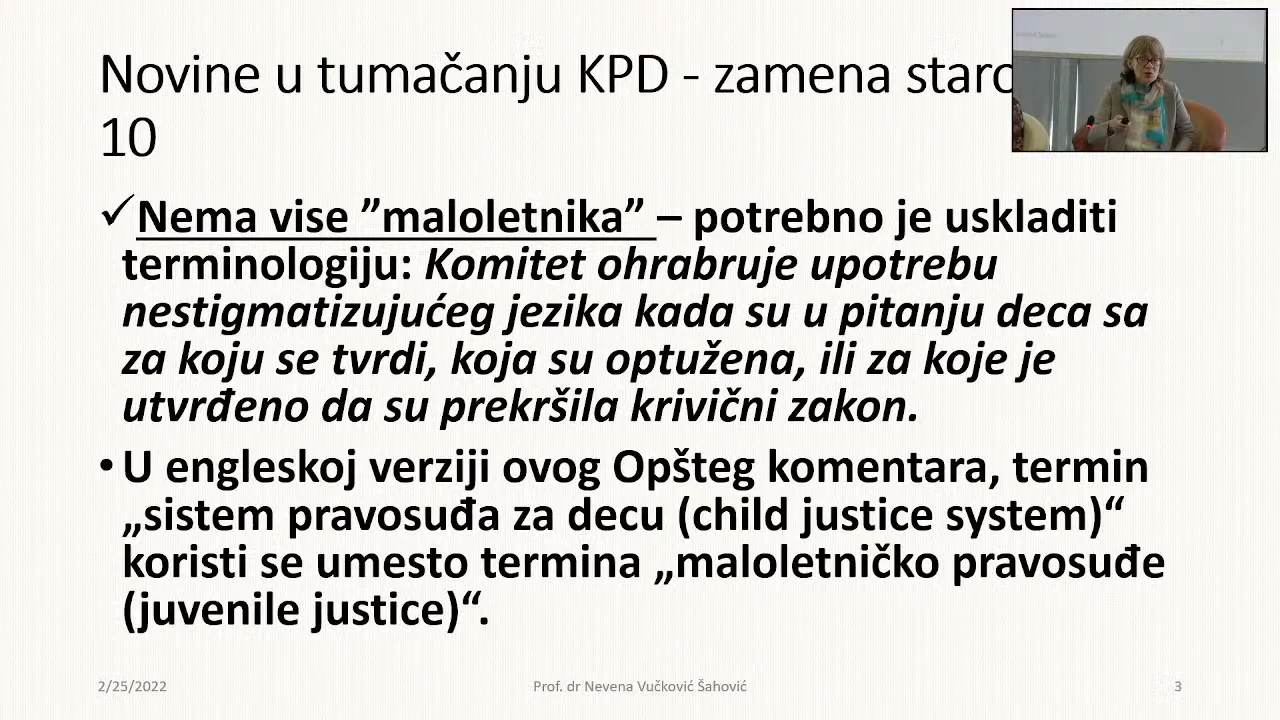 Novine u tumačanju KPD - zamena staro
10
✓Nema vise ”maloletnika” – potrebno je uskladiti
terminologiju: Komitet ohrabruje upotrebu
nestigmatizujućeg jezika kada su u pitanju deca sa
za koju se tvrdi, koja su optužena, ili za koje je
utvrđeno da su prekršila krivični zakon.
• U engleskoj verziji ovog Opšteg komentara, termin
„sistem pravosuđa za decu (child justice system)“
koristi se umesto termina „maloletničko pravosuđe
(juvenile justice)“.
2/25/2022 Prof. dr Nevena Vučković Šahović 3